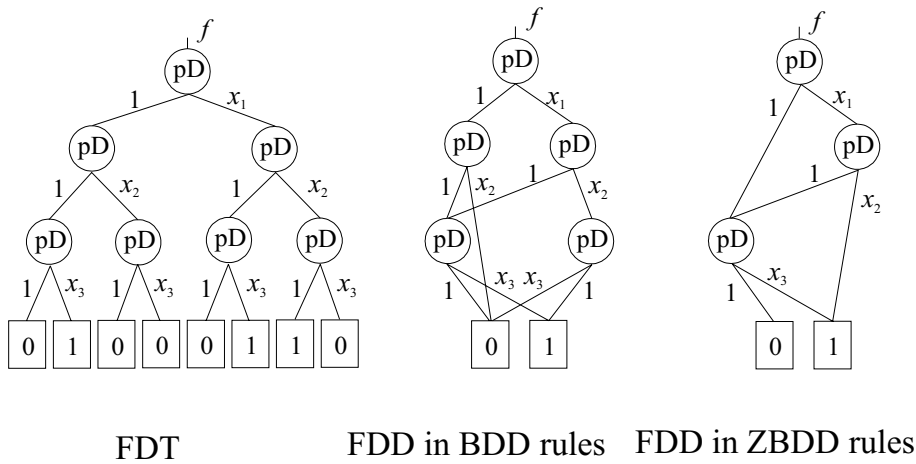 f f f
pD pD pD
1 x₁ 1 x₁ 1 x₁
pD pD pD pD pD
1 x₂ 1 x₂ 1 x₂ 1 x₂ 1 x₂
pD pD pD pD pD pD pD
1 x₃ 1 x₃ 1 x₃ 1 x₃ 1 x₃ x₃ 1 1 x₃
0 1 0 0 0 1 1 0 0 1 0 1
FDT FDD in BDD rules FDD in ZBDD rules